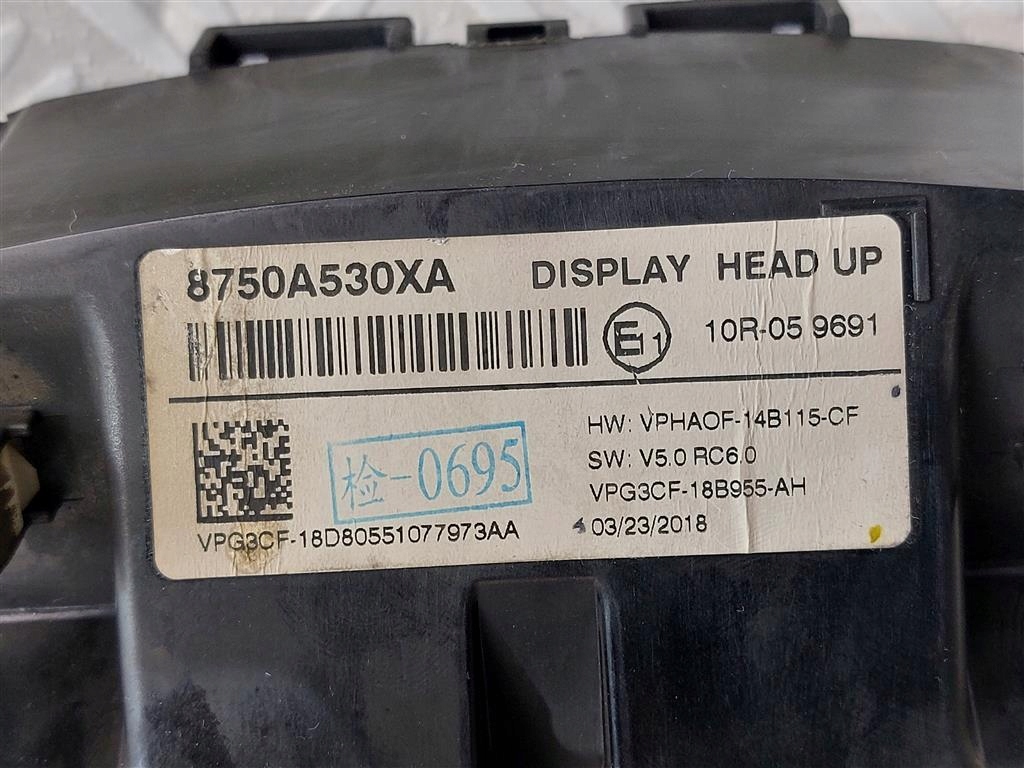 8750A530XA DISPLAY HEAD UP
E11 10R-05 9691
HW: VPHAOF-14B115-CF
SW: V5.0 RC6.0
VPG3CF-18B955-AH
03/23/2018
检-0695
VPG3CF-18D80551077973AA